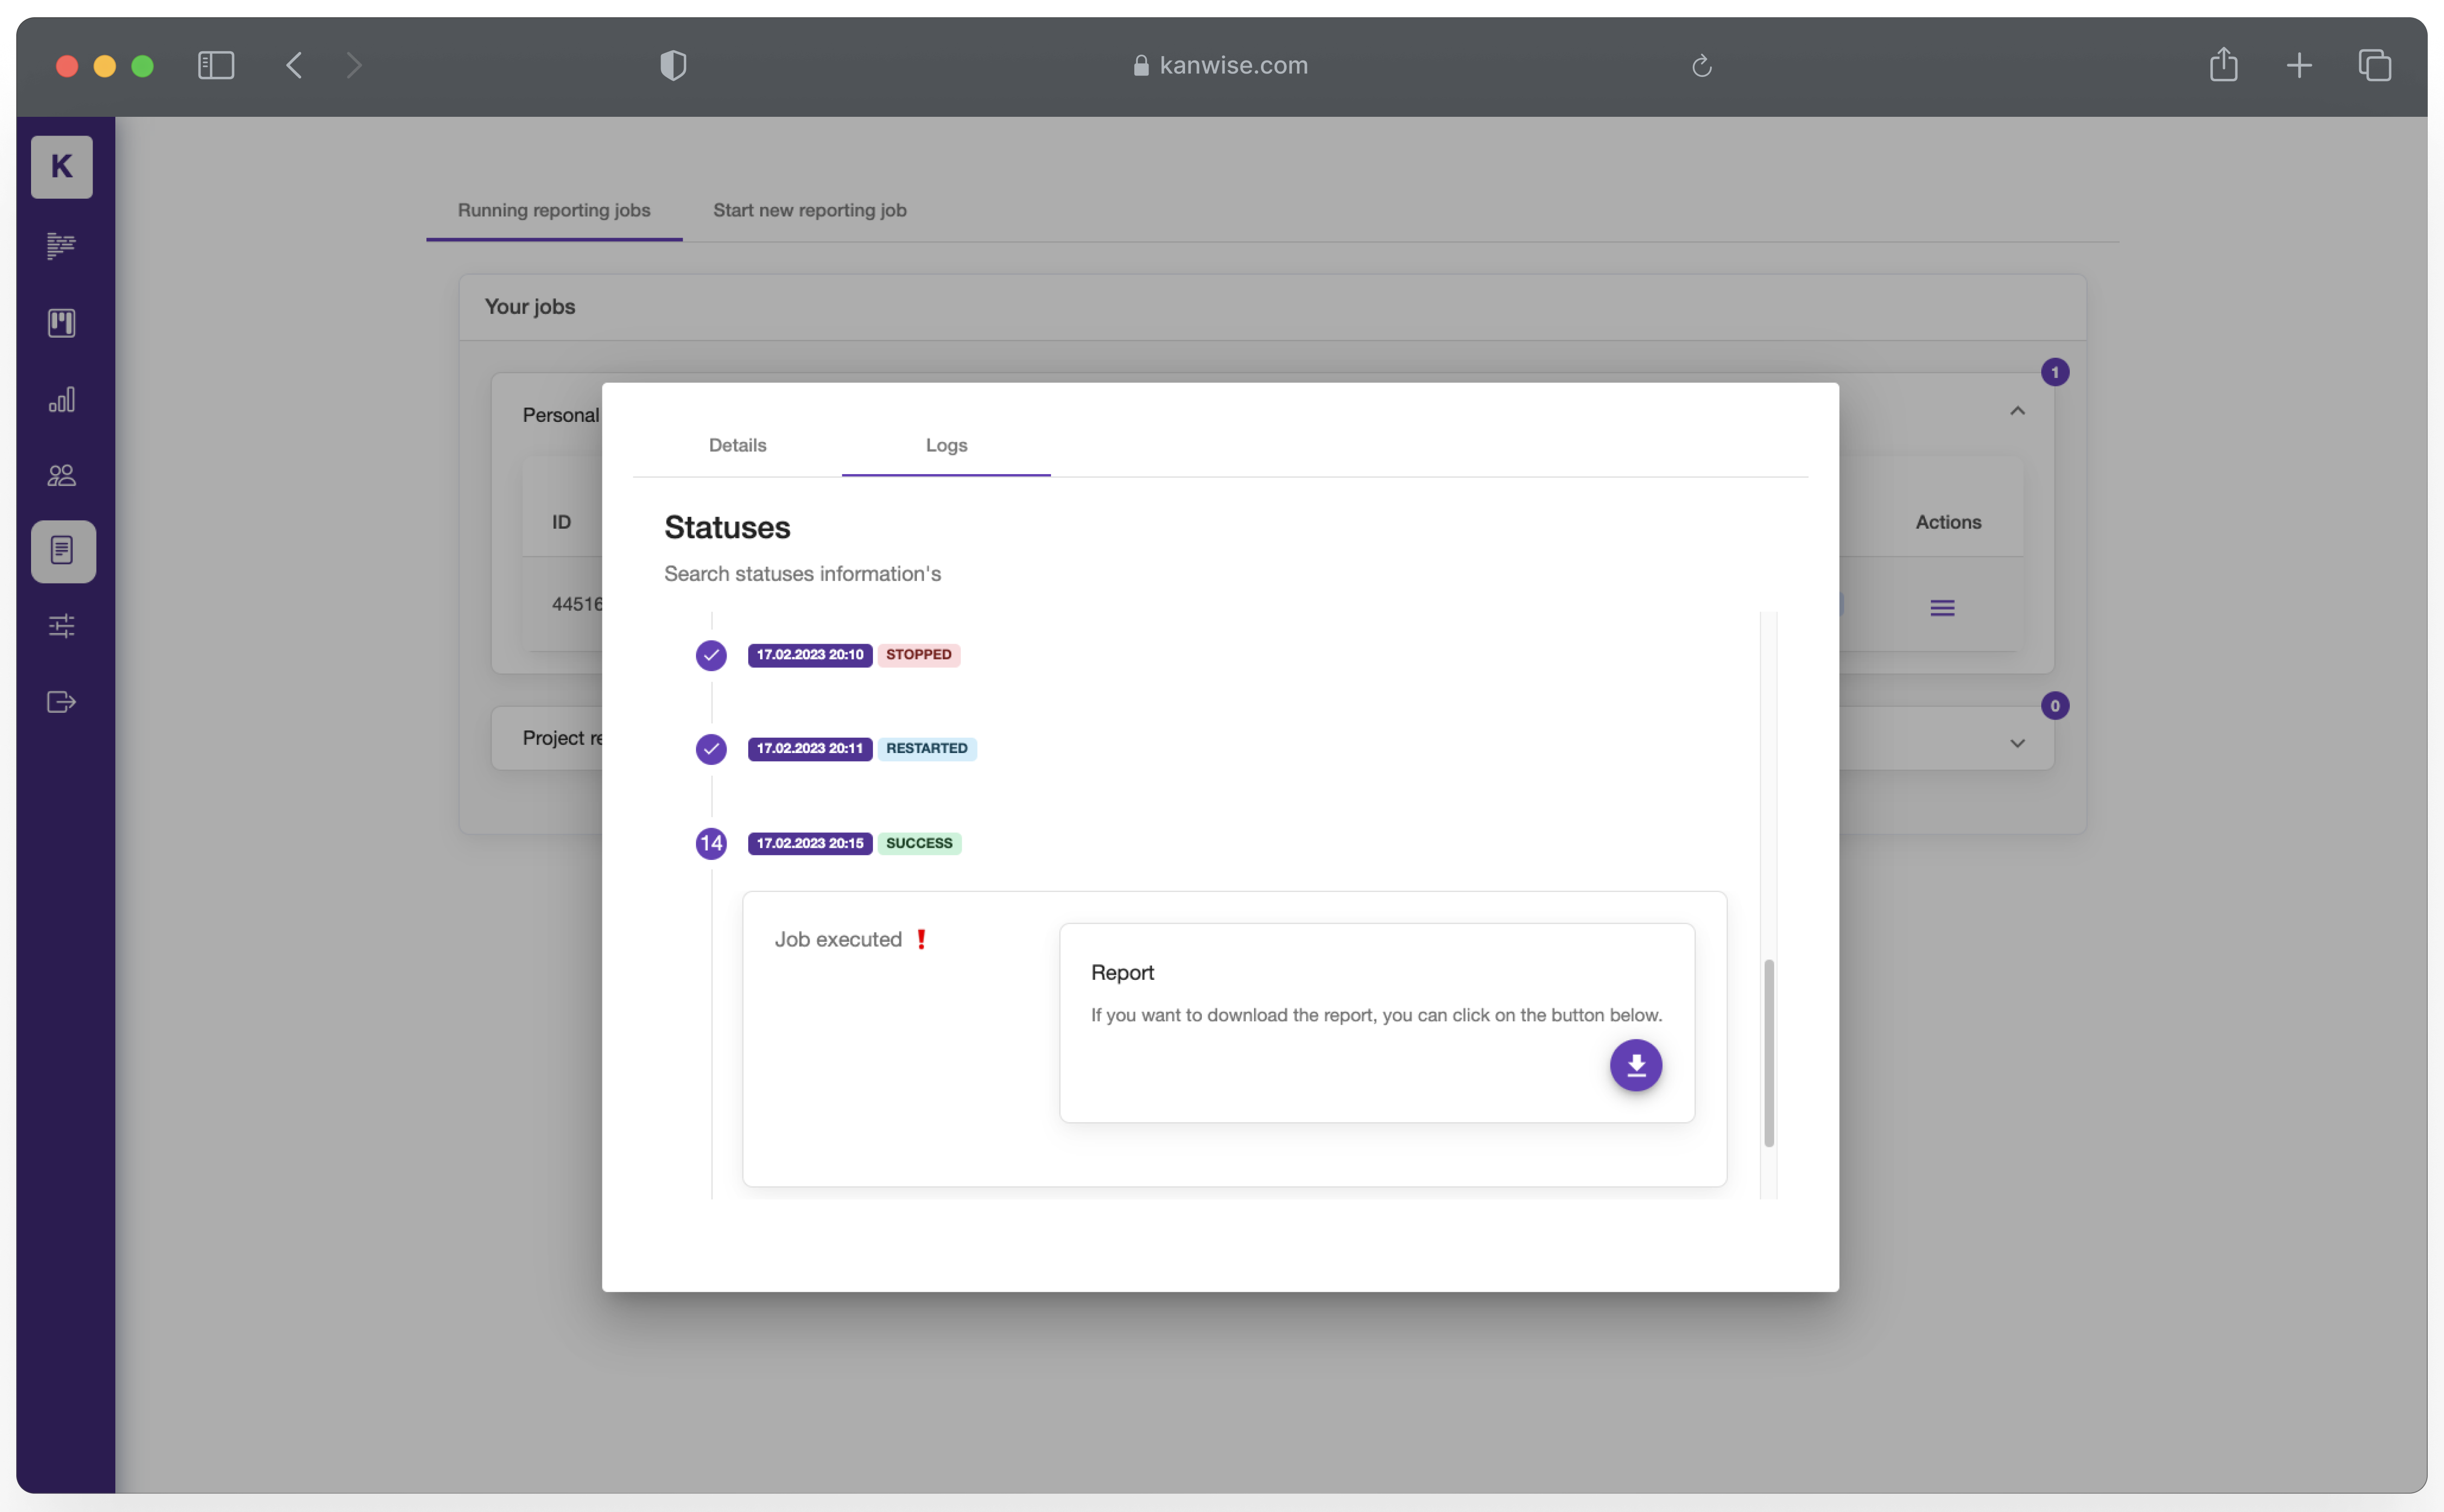 kanwise.com
K
Running reporting jobs Start new reporting job
Your jobs
1
Personal
ID Actions
44516
Project re
0
Details Logs
Statuses
Search statuses information's
17.02.2023 20:10 STOPPED
17.02.2023 20:11 RESTARTED
14 17.02.2023 20:15 SUCCESS
Job executed ❗
Report
If you want to download the report, you can click on the button below.